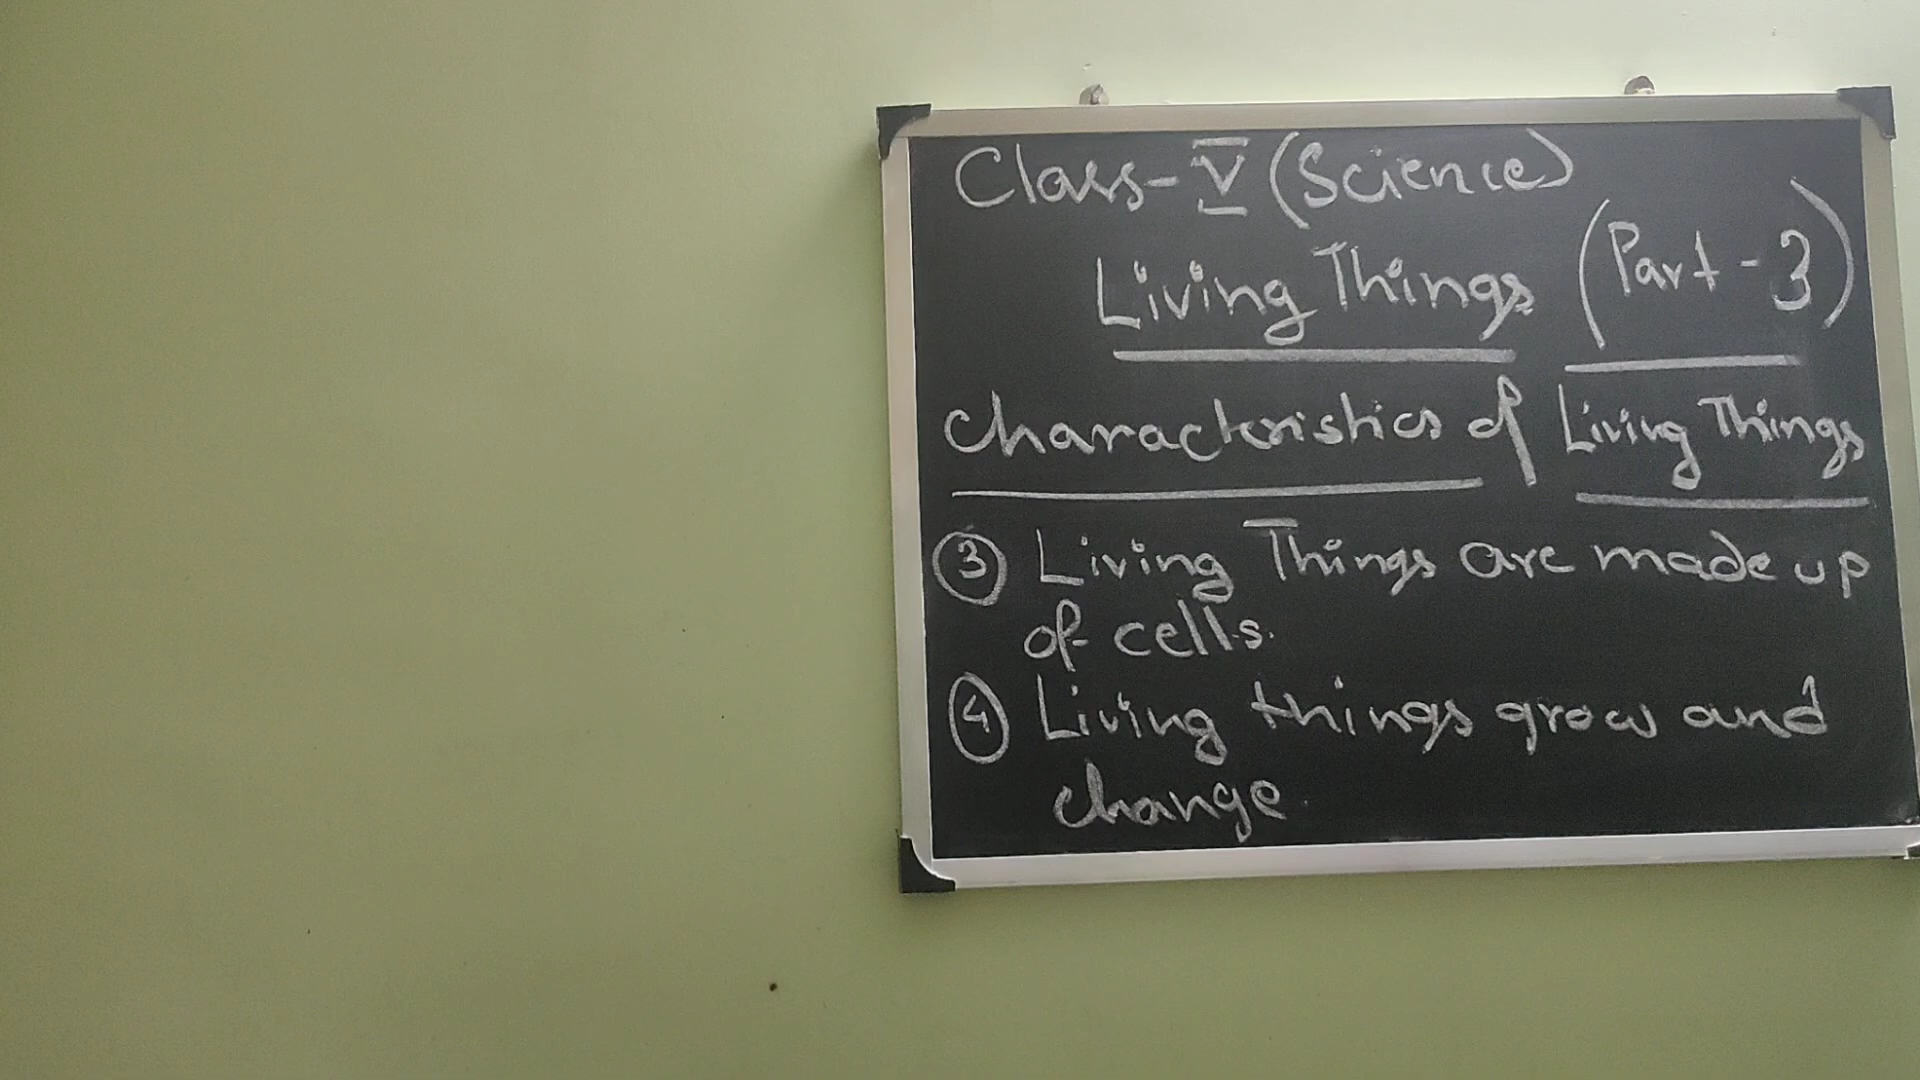 Class-V (Science)
Living Things (Part-3)
Characteristics of Living Things
③ Living Things are made up
of cells.
④ Living things grow and
change.